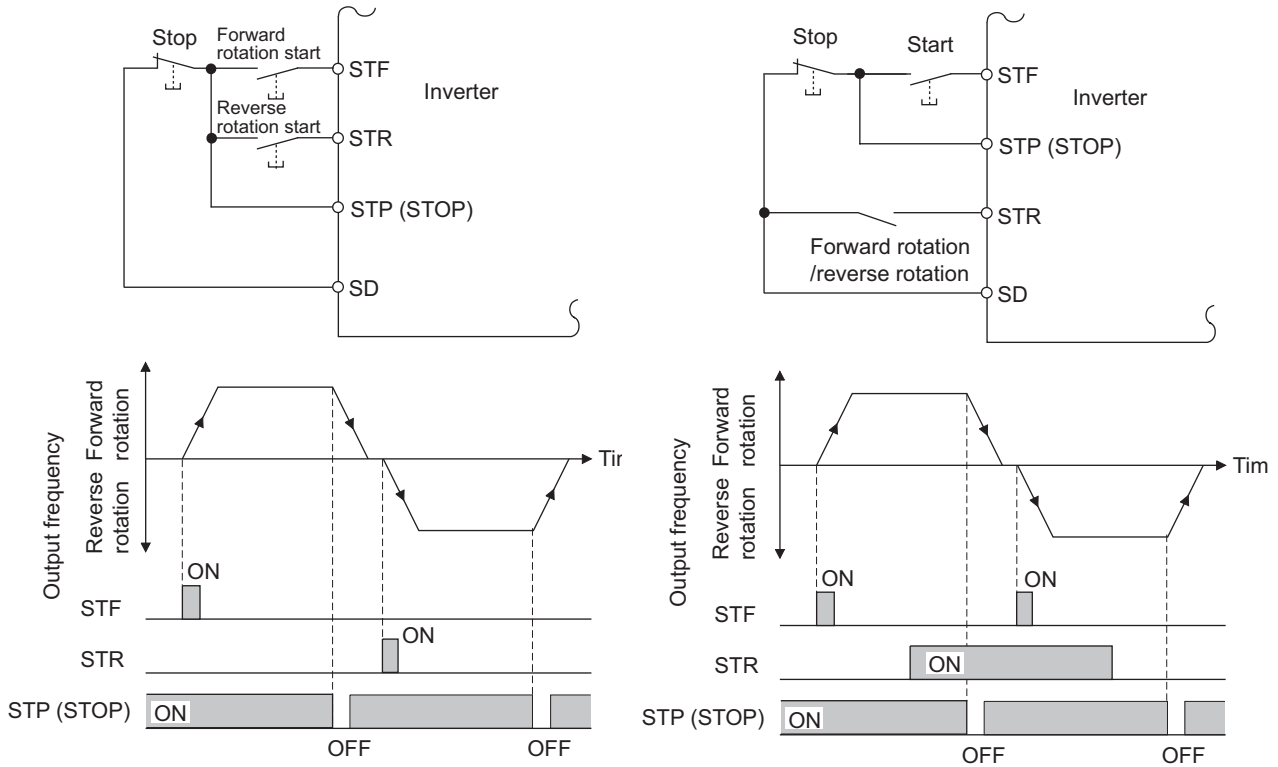 Stop
Forward
rotation start
STF
Inverter
Reverse
rotation start
STR
STP (STOP)
SD
Output frequency
Reverse rotation
Forward rotation
Tir
ON
STF
ON
STR
STP (STOP)
ON
OFF
OFF
Stop
Start
STF
Inverter
STP (STOP)
STR
Forward rotation
/reverse rotation
SD
Output frequency
Reverse rotation
Forward rotation
Tim
ON
ON
STF
STR
ON
STP (STOP)
ON
OFF
OFF